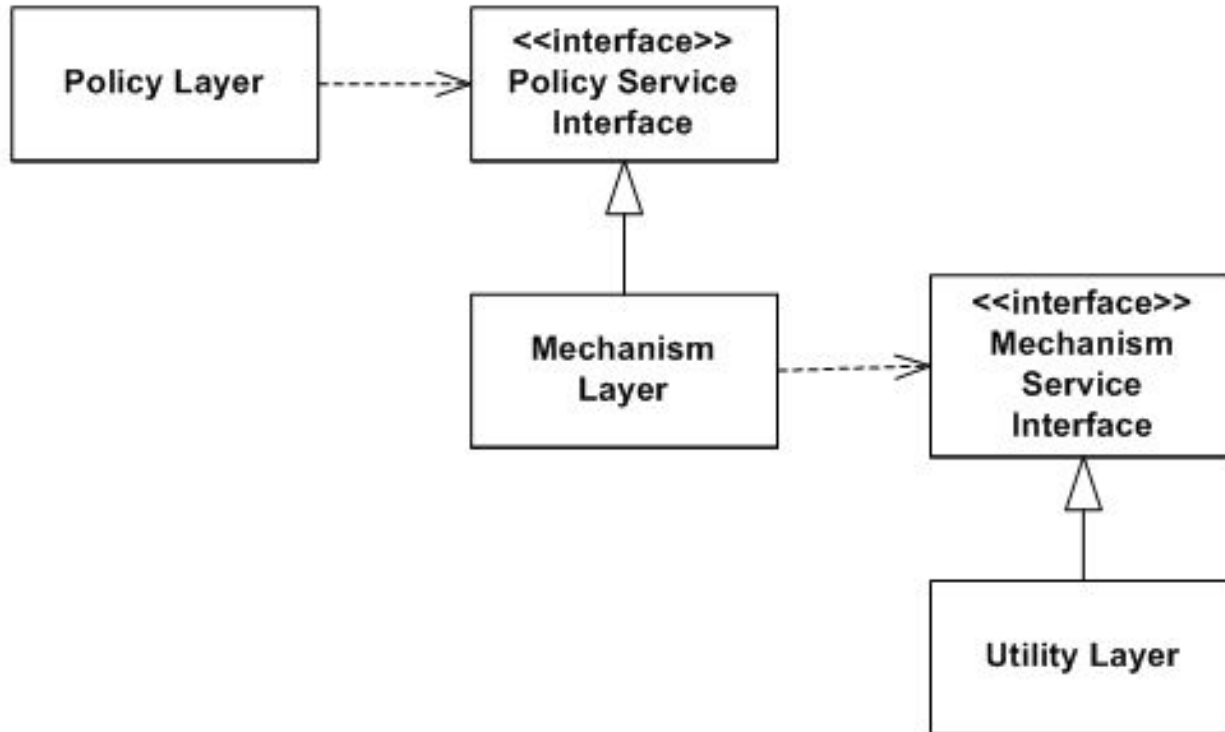 Policy Layer
<<interface>>
Policy Service
Interface
Mechanism
Layer
<<interface>>
Mechanism
Service
Interface
Utility Layer